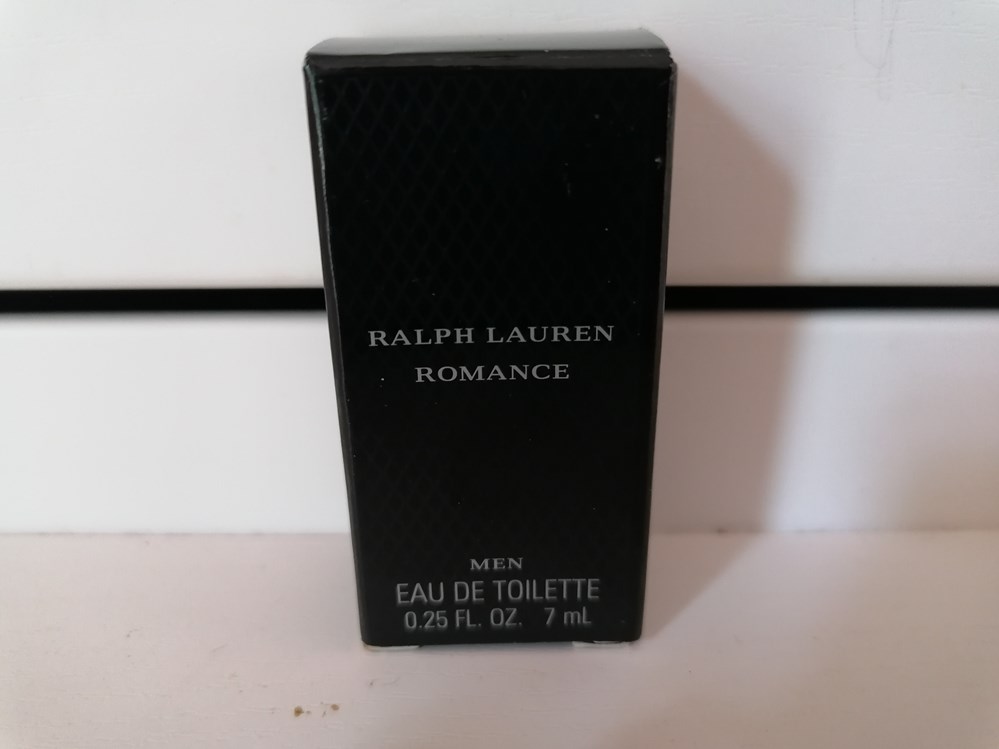 RALPH LAUREN
ROMANCE
MEN
EAU DE TOILETTE
0.25 FL. OZ. 7 mL